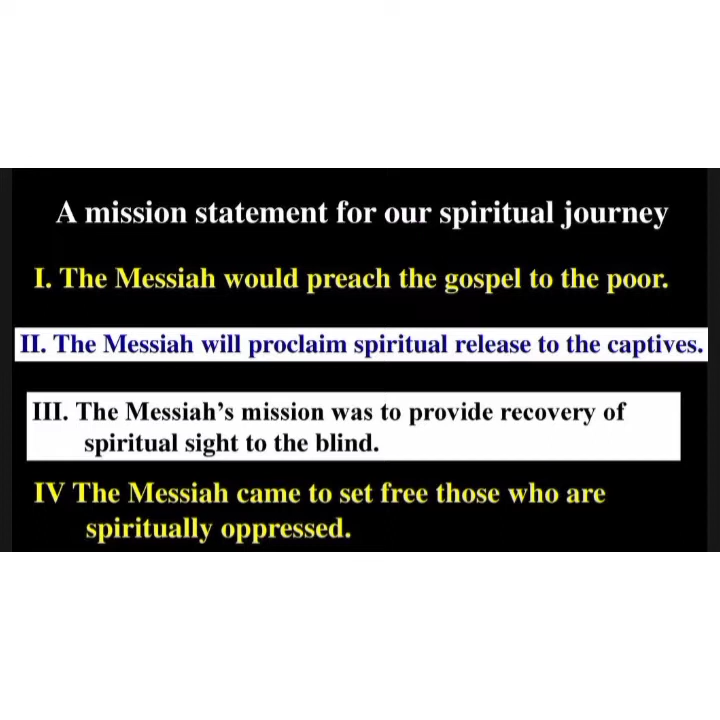 A mission statement for our spiritual journey
I. The Messiah would preach the gospel to the poor.
II. The Messiah will proclaim spiritual release to the captives.
III. The Messiah’s mission was to provide recovery of
spiritual sight to the blind.
IV The Messiah came to set free those who are
spiritually oppressed.